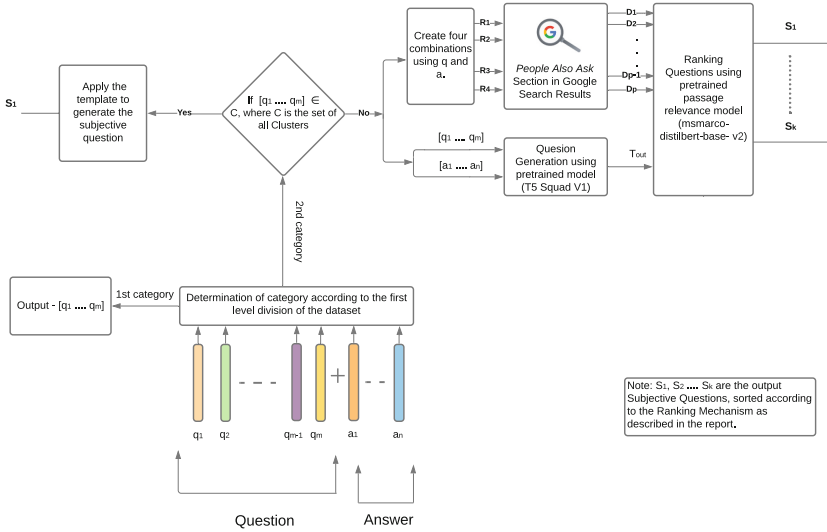 S1
Apply the
template to
generate the
subjective
question
Yes
If [q1 .... qm] ∈
C, where C is the set of
all Clusters
No
Create four
combinations
using q and
a.
R1
R2
R3
R4
People Also Ask
Section in Google
Search Results
D1
D2
Dp-1
Dp
Ranking
Questions using
pretrained
passage
relevance model
(msmarco-
distilbert-base- v2)
S1
Sk
[q1 .... qm]
[a1 .... an]
Quesion
Generation using
pretrained model
(T5 Squad V1)
Tout
2nd category
Output - [q1 .... qm]
1st category
Determination of category according to the first
level division of the dataset
+
q1
q2
qm-1
qm
a1
an
Question
Answer
Note: S1, S2 .... Sk are the output
Subjective Questions, sorted according
to the Ranking Mechanism as
described in the report.